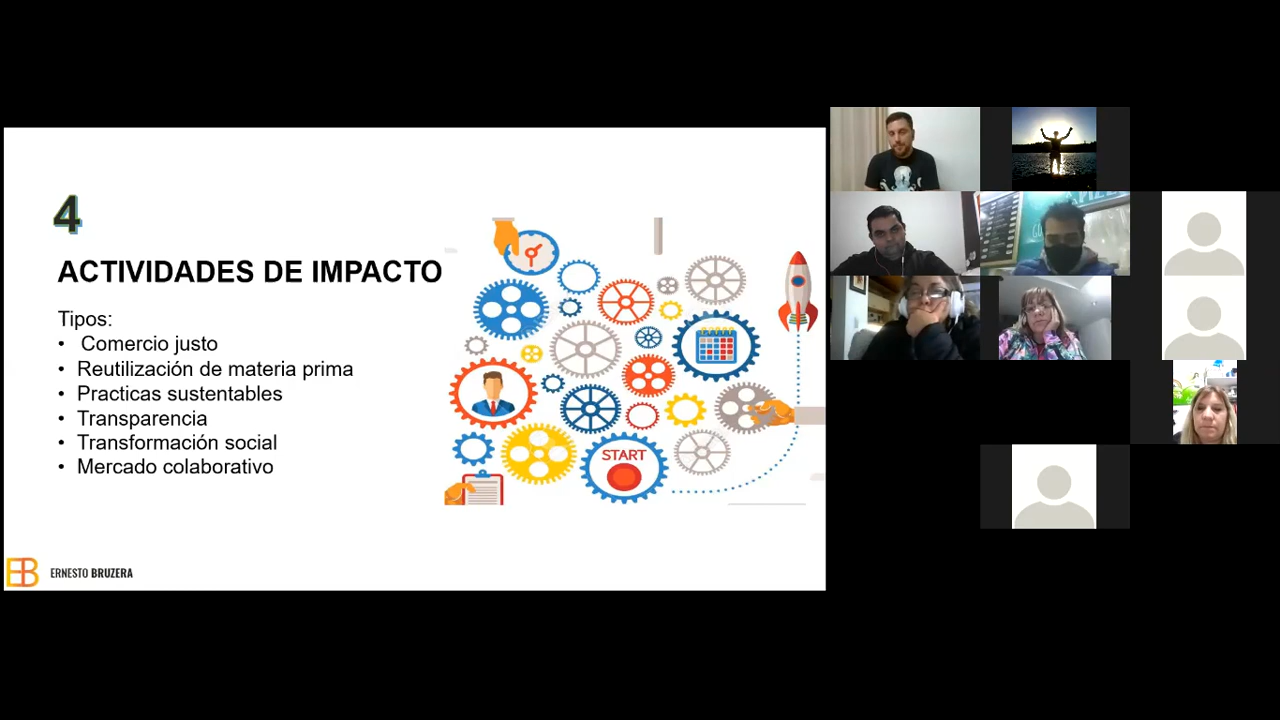 4
ACTIVIDADES DE IMPACTO
Tipos:
• Comercio justo
• Reutilización de materia prima
• Practicas sustentables
• Transparencia
• Transformación social
• Mercado colaborativo
START
EB ERNESTO BRUZERA